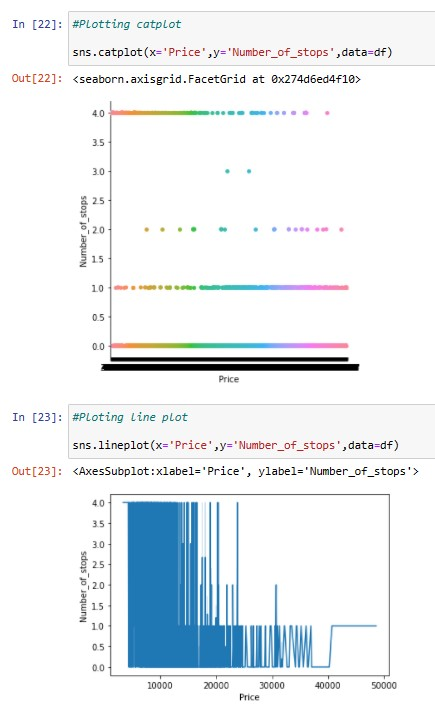 In [22]: #Plotting catplot
sns.catplot(x='Price',y='Number_of_stops',data=df)
Out[22]: <seaborn.axisgrid.FacetGrid at 0x274d6ed4f10>
4.0
3.5
3.0
2.5
2.0
1.5
1.0
0.5
0.0
Number_of_stops
Price
In [23]: #Ploting line plot
sns.lineplot(x='Price',y='Number_of_stops',data=df)
Out[23]: <AxesSubplot:xlabel='Price', ylabel='Number_of_stops'>
4.0
3.5
3.0
2.5
2.0
1.5
1.0
0.5
0.0
Number_of_stops
10000 20000 30000 40000 50000
Price